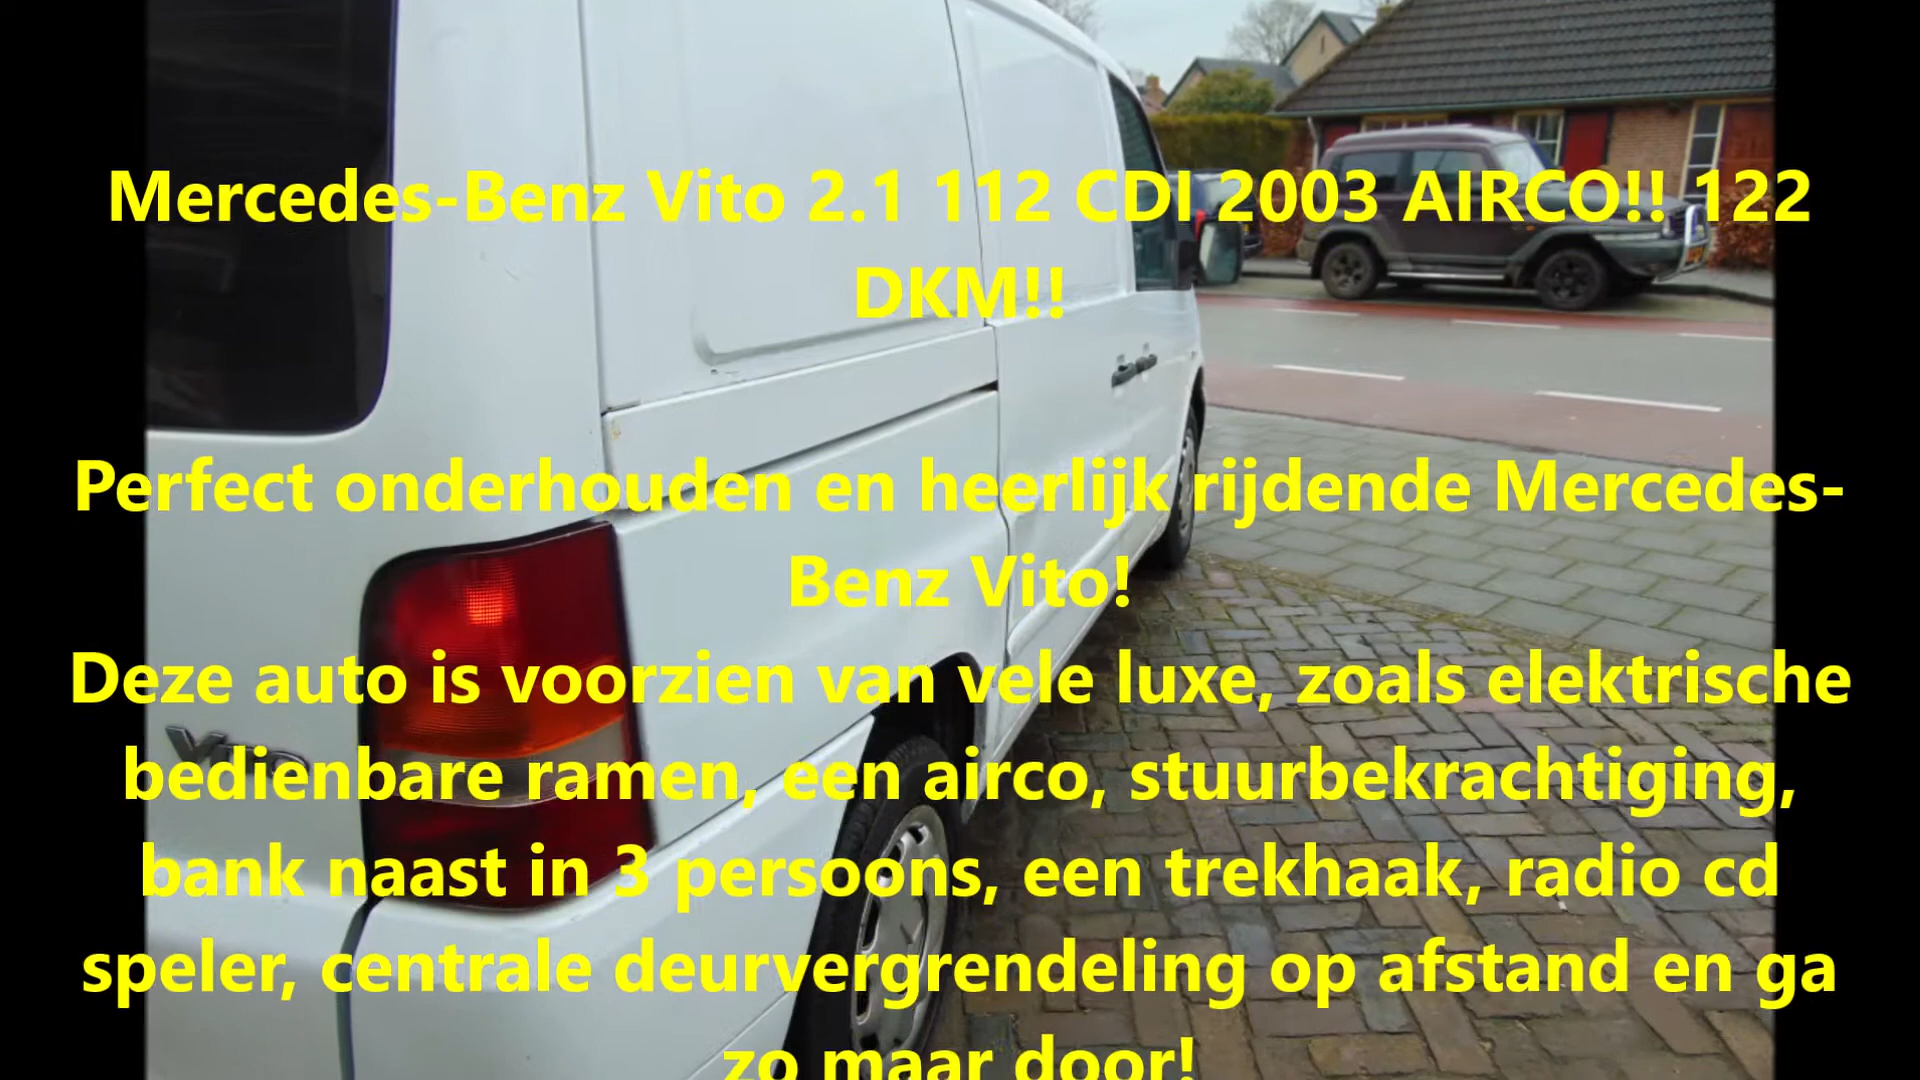 Mercedes-Benz Vito 2.1 112 CDI 2003 AIRCO!! 122
DKM!!
Perfect onderhouden en heerlijk rijdende Mercedes-
Benz Vito!
Deze auto is voorzien van vele luxe, zoals elektrische
bedienbare ramen, een airco, stuurbekrachtiging,
Vito
bank naast in 3 persoons, een trekhaak, radio cd
speler, centrale deurvergrendeling op afstand en ga
zo maar door!